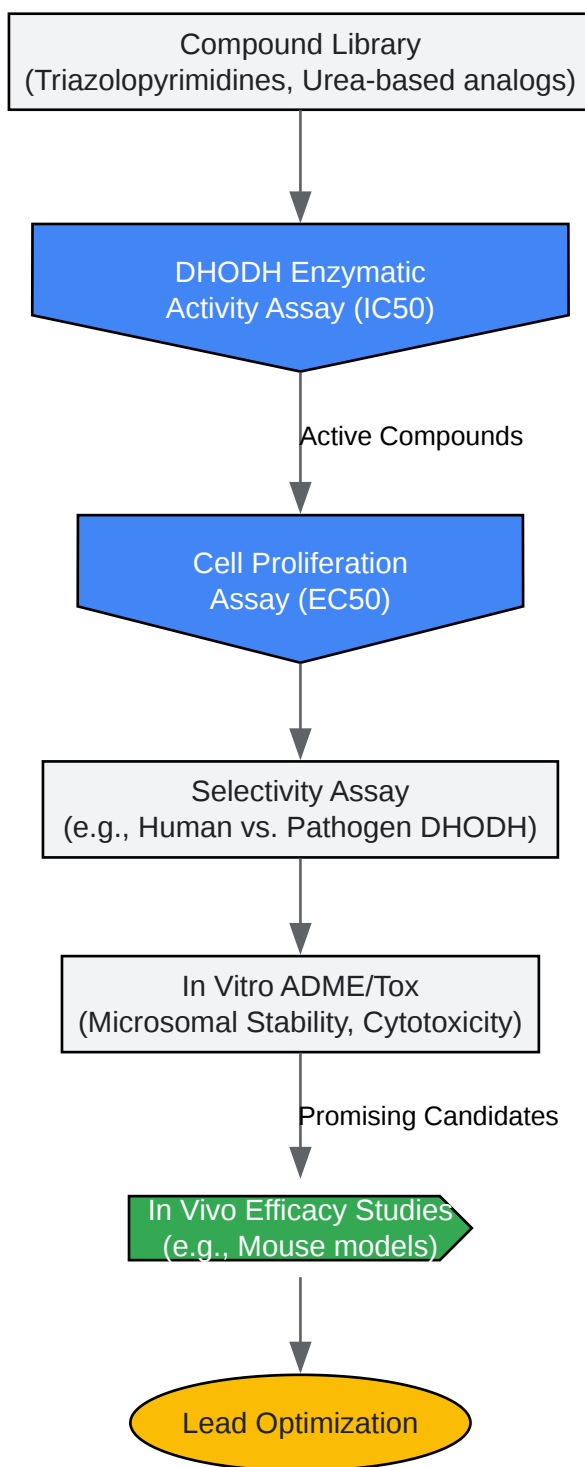 Compound Library
(Triazolopyrimidines, Urea-based analogs)
DHODH Enzymatic
Activity Assay (IC50)
Active Compounds
Cell Proliferation
Assay (EC50)
Selectivity Assay
(e.g., Human vs. Pathogen DHODH)
In Vitro ADME/Tox
(Microsomal Stability, Cytotoxicity)
Promising Candidates
In Vivo Efficacy Studies
(e.g., Mouse models)
Lead Optimization